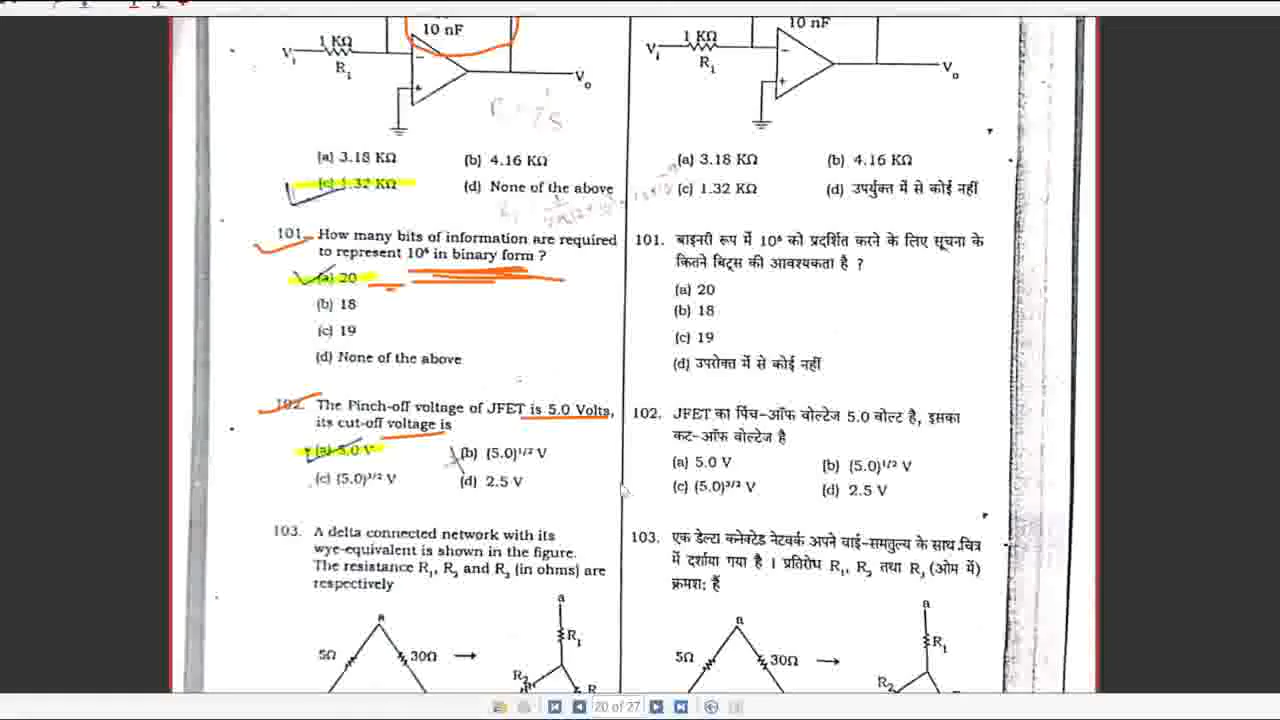 10 nF
1 KΩ
Vi
R1
−
+
Vo
(a) 3.18 KΩ
(b) 4.16 KΩ
(c) 1.32 KΩ
(d) None of the above
101. How many bits of information are required
to represent 10⁶ in binary form ?
(a) 20
(b) 18
(c) 19
(d) None of the above
102. The Pinch-off voltage of JFET is 5.0 Volts,
its cut-off voltage is
(a) 5.0 V
(b) (5.0)¹/² V
(c) (5.0)³/² V
(d) 2.5 V
103. A delta connected network with its
wye-equivalent is shown in the figure.
The resistance R1, R2 and R3 (in ohms) are
respectively
a
a
5Ω
30Ω
R1
R2
R
10 nF
1 KΩ
Vi
R1
−
+
Vo
(a) 3.18 KΩ
(b) 4.16 KΩ
(c) 1.32 KΩ
(d) उपर्युक्त में से कोई नहीं
101. बाइनरी रूप में 10⁶ को प्रदर्शित करने के लिए सूचना के
कितने बिट्स की आवश्यकता है ?
(a) 20
(b) 18
(c) 19
(d) उपरोक्त में से कोई नहीं
102. JFET का पिंच-ऑफ वोल्टेज 5.0 वोल्ट है, इसका
कट-ऑफ वोल्टेज है
(a) 5.0 V
(b) (5.0)¹/² V
(c) (5.0)³/² V
(d) 2.5 V
103. एक डेल्टा कनेक्टेड नेटवर्क अपने वाई-समतुल्य के साथ चित्र
में दर्शाया गया है । प्रतिरोध R1, R2 तथा R3 (ओम में)
क्रमशः हैं
a
a
5Ω
30Ω
R1
R2
20 of 27